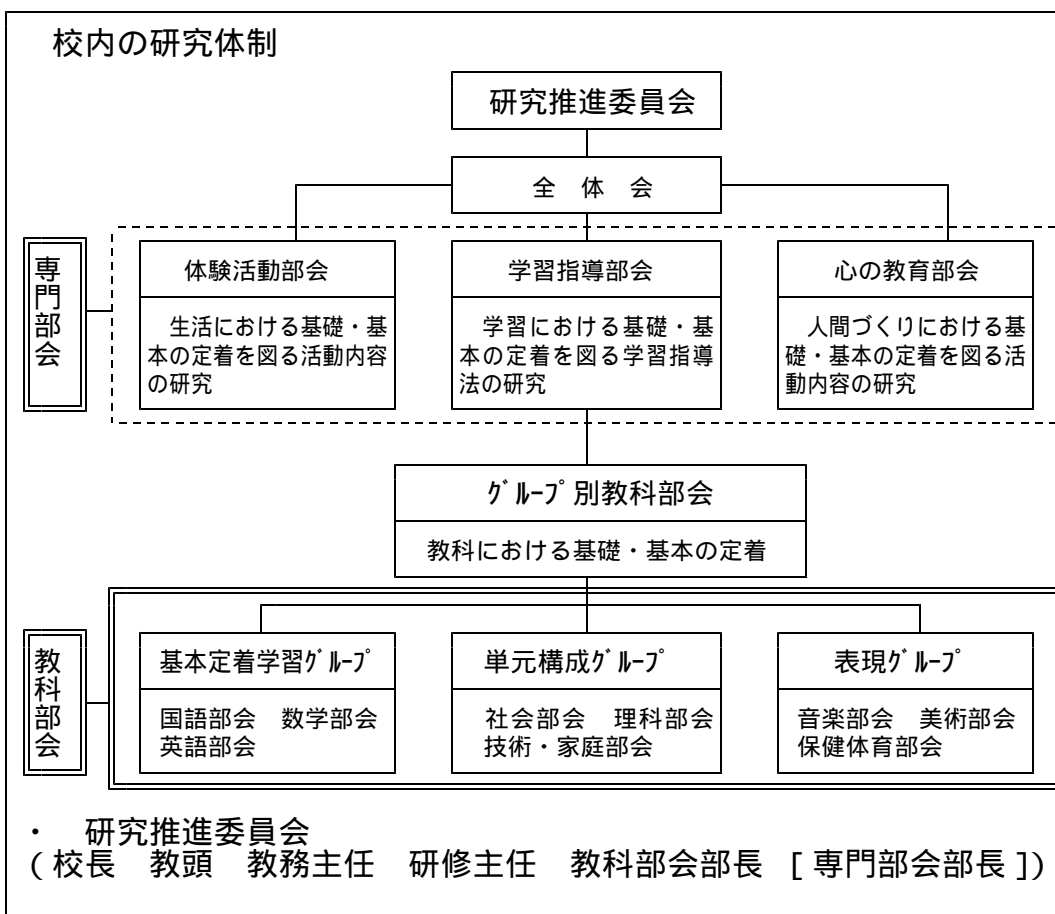 校内の研究体制
研究推進委員会
全　体　会
専門部会
体験活動部会
生活における基礎・基
本の定着を図る活動内容
の研究
学習指導部会
学習における基礎・基
本の定着を図る学習指導
法の研究
心の教育部会
人間づくりにおける基
礎・基本の定着を図る活
動内容の研究
ｸﾞﾙｰﾌﾟ別教科部会
教科における基礎・基本の定着
教科部会
基本定着学習ｸﾞﾙｰﾌﾟ
国語部会　数学部会
英語部会
単元構成ｸﾞﾙｰﾌﾟ
社会部会　理科部会
技術・家庭部会
表現ｸﾞﾙｰﾌﾟ
音楽部会　美術部会
保健体育部会
・　研究推進委員会
(校長　教頭　教務主任　研修主任　教科部会部長　[専門部会部長])